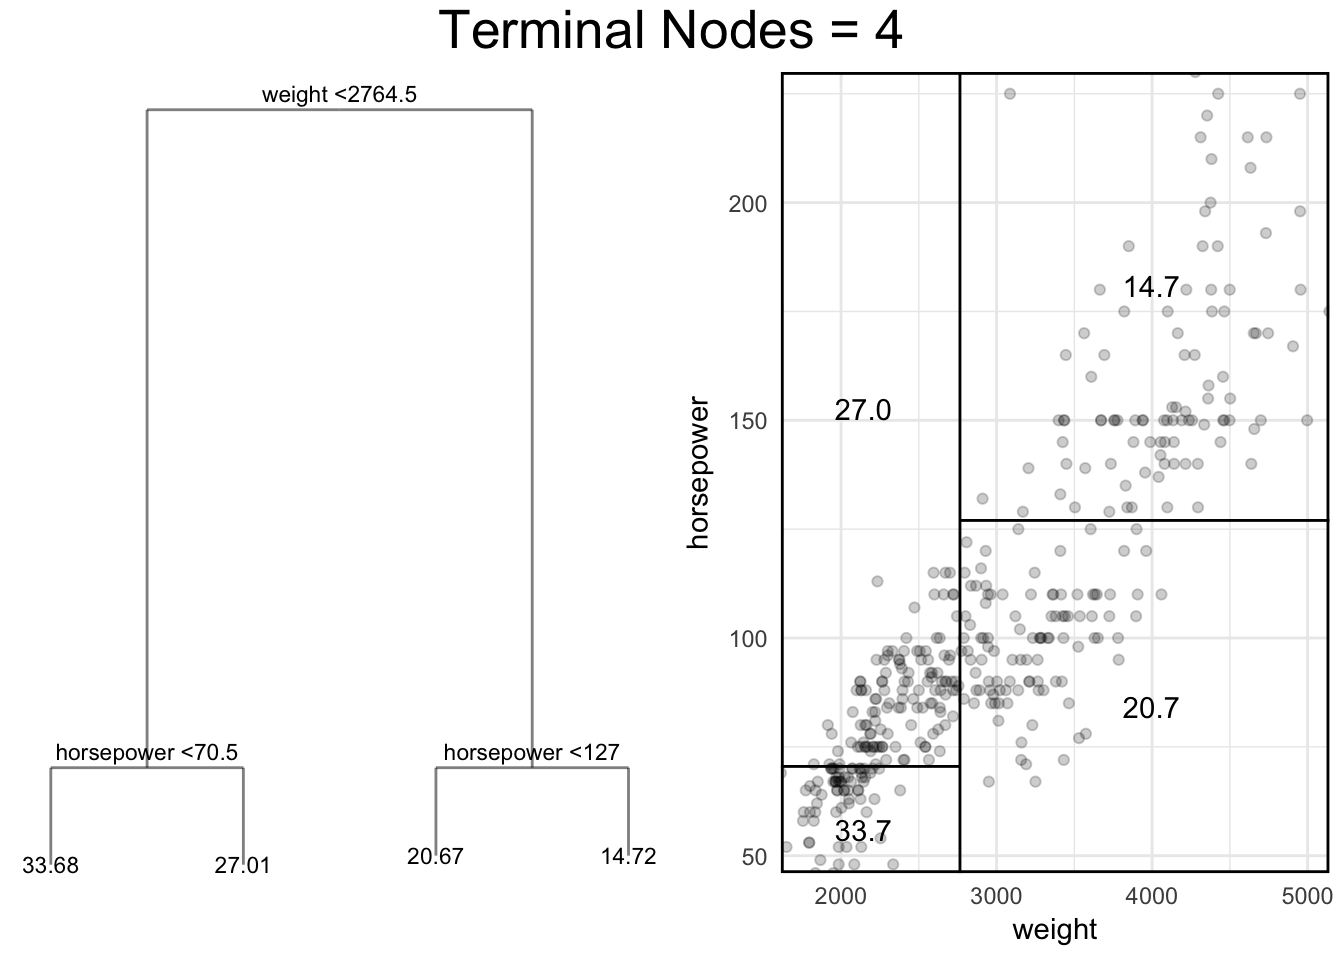 Terminal Nodes = 4
weight <2764.5
horsepower <70.5
horsepower <127
33.68
27.01
20.67
14.72
horsepower
200
150
100
50
14.7
27.0
20.7
33.7
2000
3000
4000
5000
weight